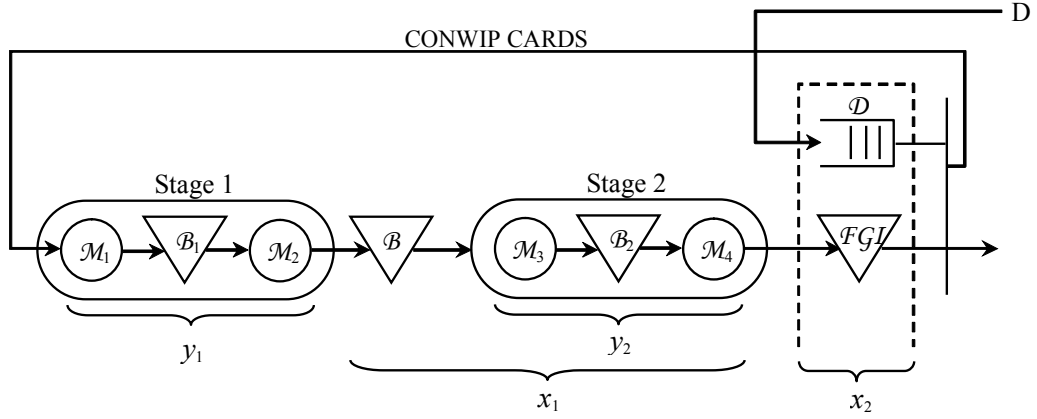 D
CONWIP CARDS
𝒟
Stage 1
Stage 2
ℳ1 ℬ1 ℳ2 ℬ ℳ3 ℬ2 ℳ4 ℱ𝒢ℐ
y1 y2
x1 x2